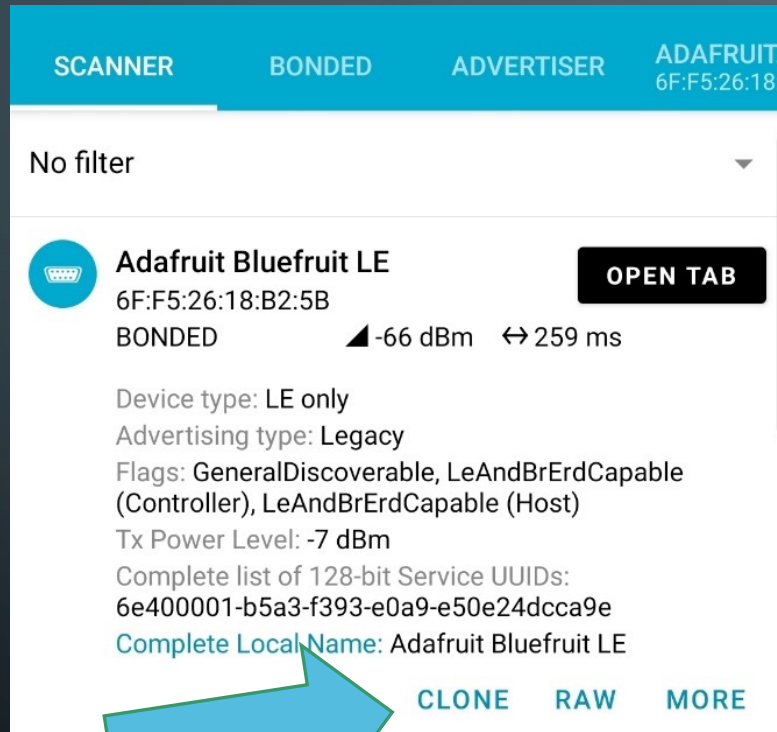 SCANNER BONDED ADVERTISER ADAFRUIT
6F:F5:26:18
No filter
Adafruit Bluefruit LE
OPEN TAB
6F:F5:26:18:B2:5B
BONDED -66 dBm 259 ms
Device type: LE only
Advertising type: Legacy
Flags: GeneralDiscoverable, LeAndBrErdCapable
(Controller), LeAndBrErdCapable (Host)
Tx Power Level: -7 dBm
Complete list of 128-bit Service UUIDs:
6e400001-b5a3-f393-e0a9-e50e24dcca9e
Complete Local Name: Adafruit Bluefruit LE
CLONE RAW MORE